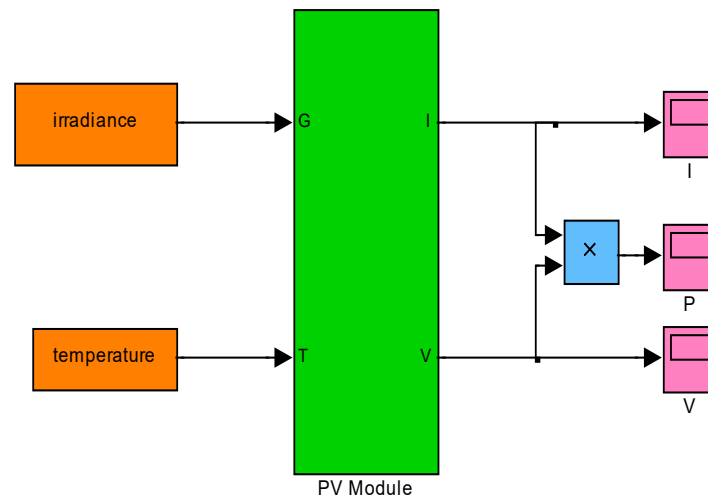 irradiance
G
I
I
×
P
temperature
T
V
V
PV Module